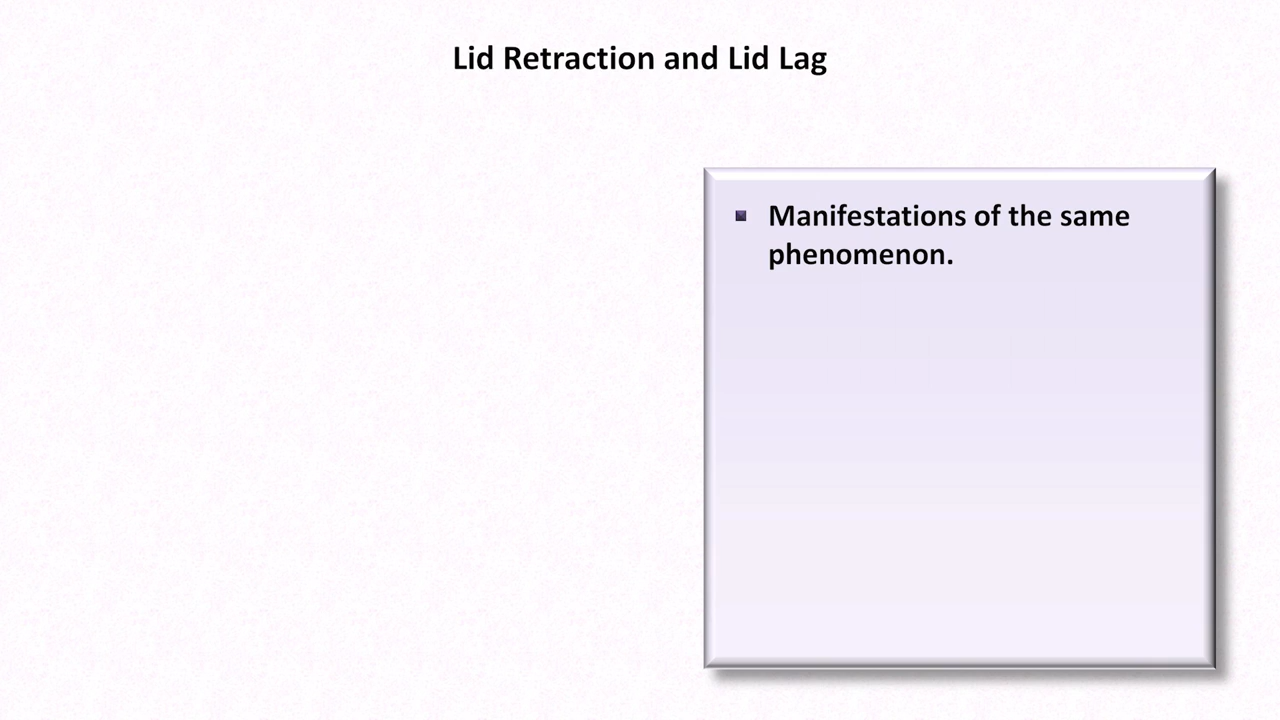 Lid Retraction and Lid Lag
Manifestations of the same
phenomenon.